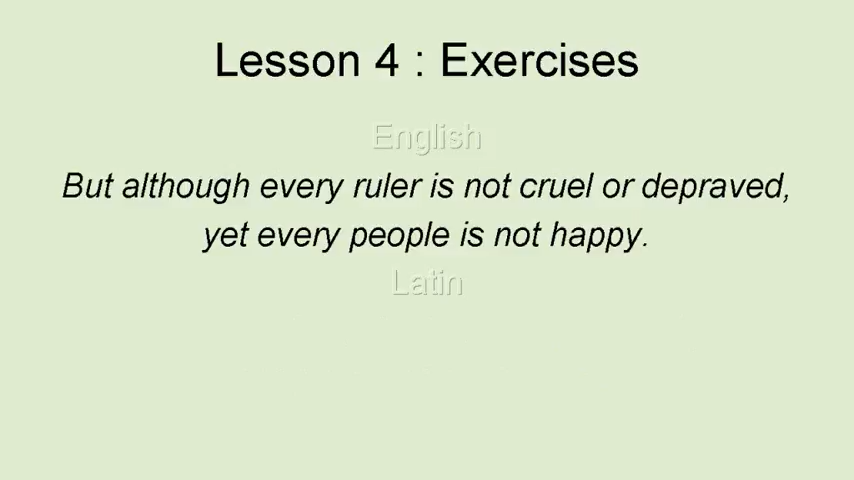 Lesson 4 : Exercises
English
But although every ruler is not cruel or depraved,
yet every people is not happy.
Latin